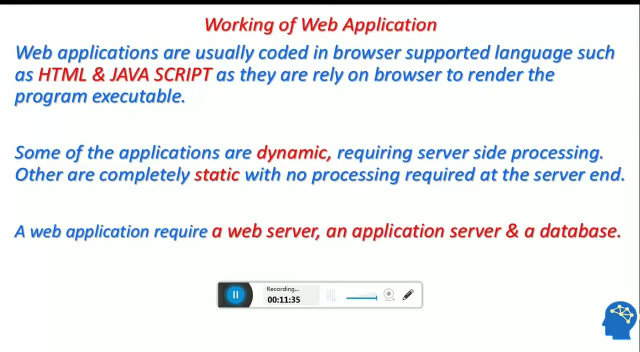 Working of Web Application
Web applications are usually coded in browser supported language such
as HTML & JAVA SCRIPT as they are rely on browser to render the
program executable.
Some of the applications are dynamic, requiring server side processing.
Other are completely static with no processing required at the server end.
A web application require a web server, an application server & a database.
Recording...
00:11:35